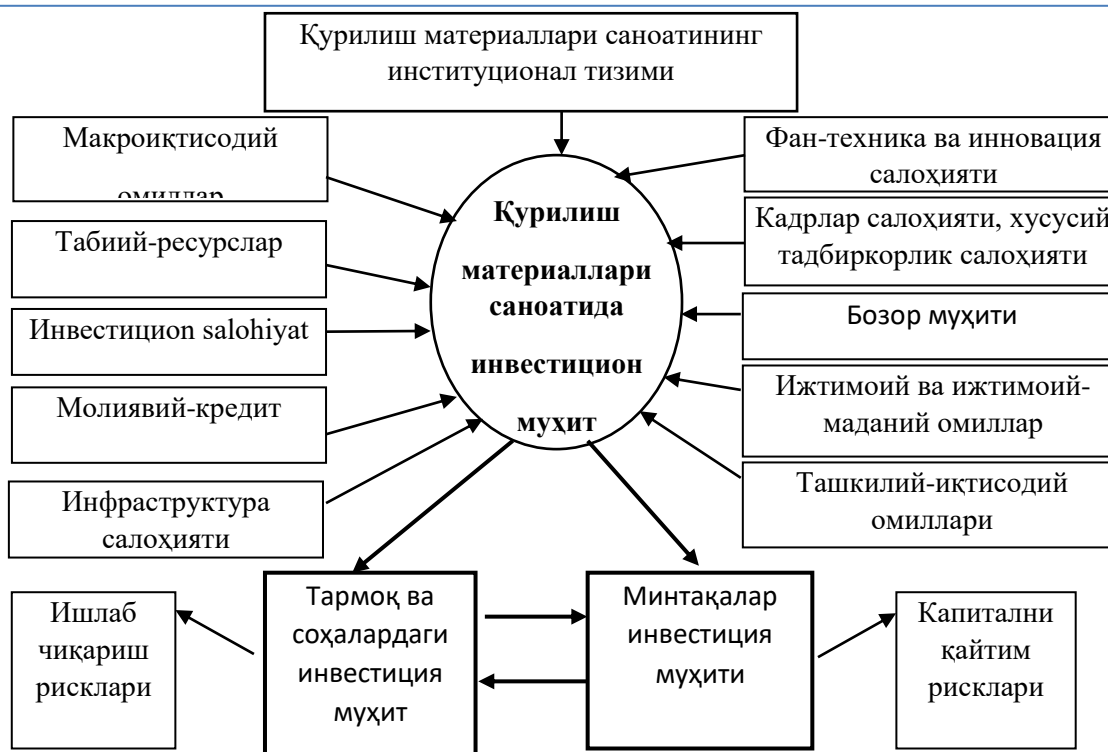 Қурилиш материаллари саноатининг
институционал тизими
Макроиқтисодий
омиллар
Табиий-ресурслар
Инвестицион salohiyat
Молиявий-кредит
Инфраструктура
салоҳияти
Қурилиш
материаллари
саноатида
инвестицион
муҳит
Фан-техника ва инновация
салоҳияти
Кадрлар салоҳияти, хусусий
тадбиркорлик салоҳияти
Бозор муҳити
Ижтимоий ва ижтимоий-
маданий омиллар
Ташкилий-иқтисодий
омиллари
Ишлаб
чиқариш
рисклари
Тармоқ ва
соҳалардаги
инвестиция
муҳит
Минтақалар
инвестиция
муҳити
Капитални
қайтим
рисклари